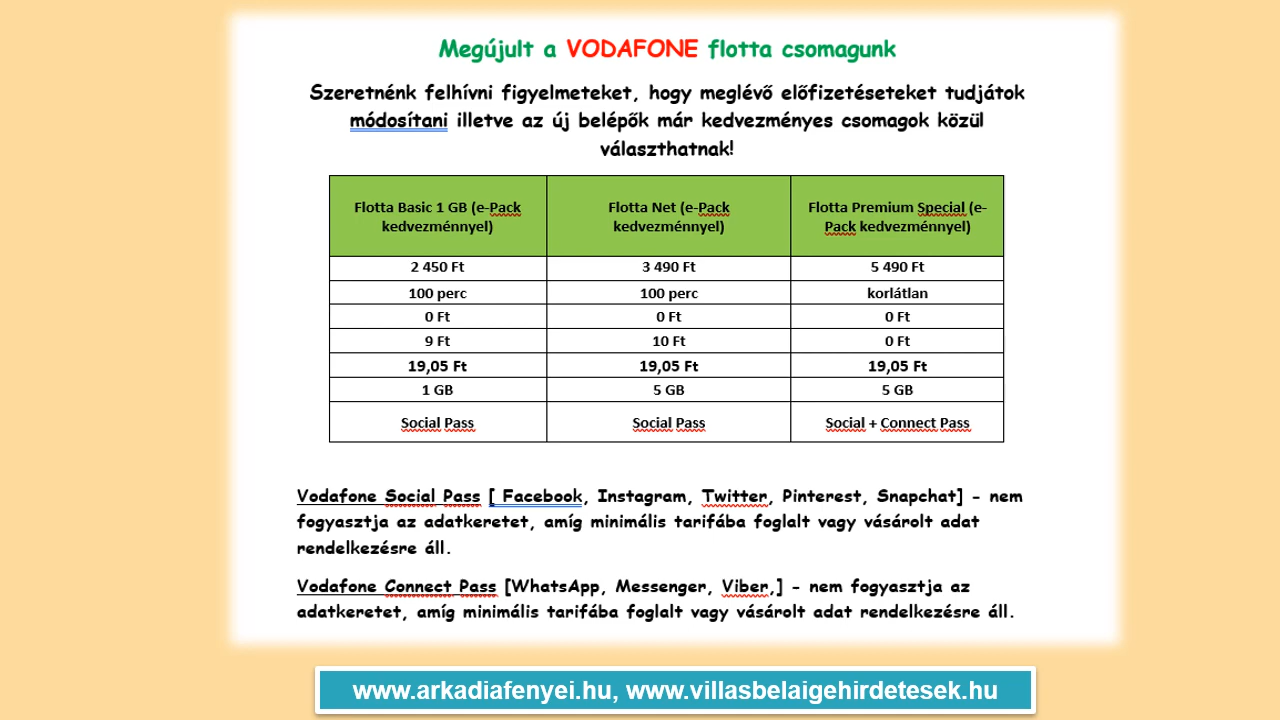 Megújult a VODAFONE flotta csomagunk
Szeretnénk felhívni figyelmeteket, hogy meglévő előfizetéseteket tudjátok
módosítani illetve az új belépők már kedvezményes csomagok közül
választhatnak!
Flotta Basic 1 GB (e-Pack kedvezménnyel) Flotta Net (e-Pack kedvezménnyel) Flotta Premium Special (e-Pack kedvezménnyel)
2 450 Ft 3 490 Ft 5 490 Ft
100 perc 100 perc korlátlan
0 Ft 0 Ft 0 Ft
9 Ft 10 Ft 0 Ft
19,05 Ft 19,05 Ft 19,05 Ft
1 GB 5 GB 5 GB
Social Pass Social Pass Social + Connect Pass
Vodafone Social Pass [ Facebook, Instagram, Twitter, Pinterest, Snapchat] - nem
fogyasztja az adatkeretet, amíg minimális tarifába foglalt vagy vásárolt adat
rendelkezésre áll.
Vodafone Connect Pass [WhatsApp, Messenger, Viber,] - nem fogyasztja az
adatkeretet, amíg minimális tarifába foglalt vagy vásárolt adat rendelkezésre áll.
www.arkadiafenyei.hu, www.villasbelaigehirdetesek.hu